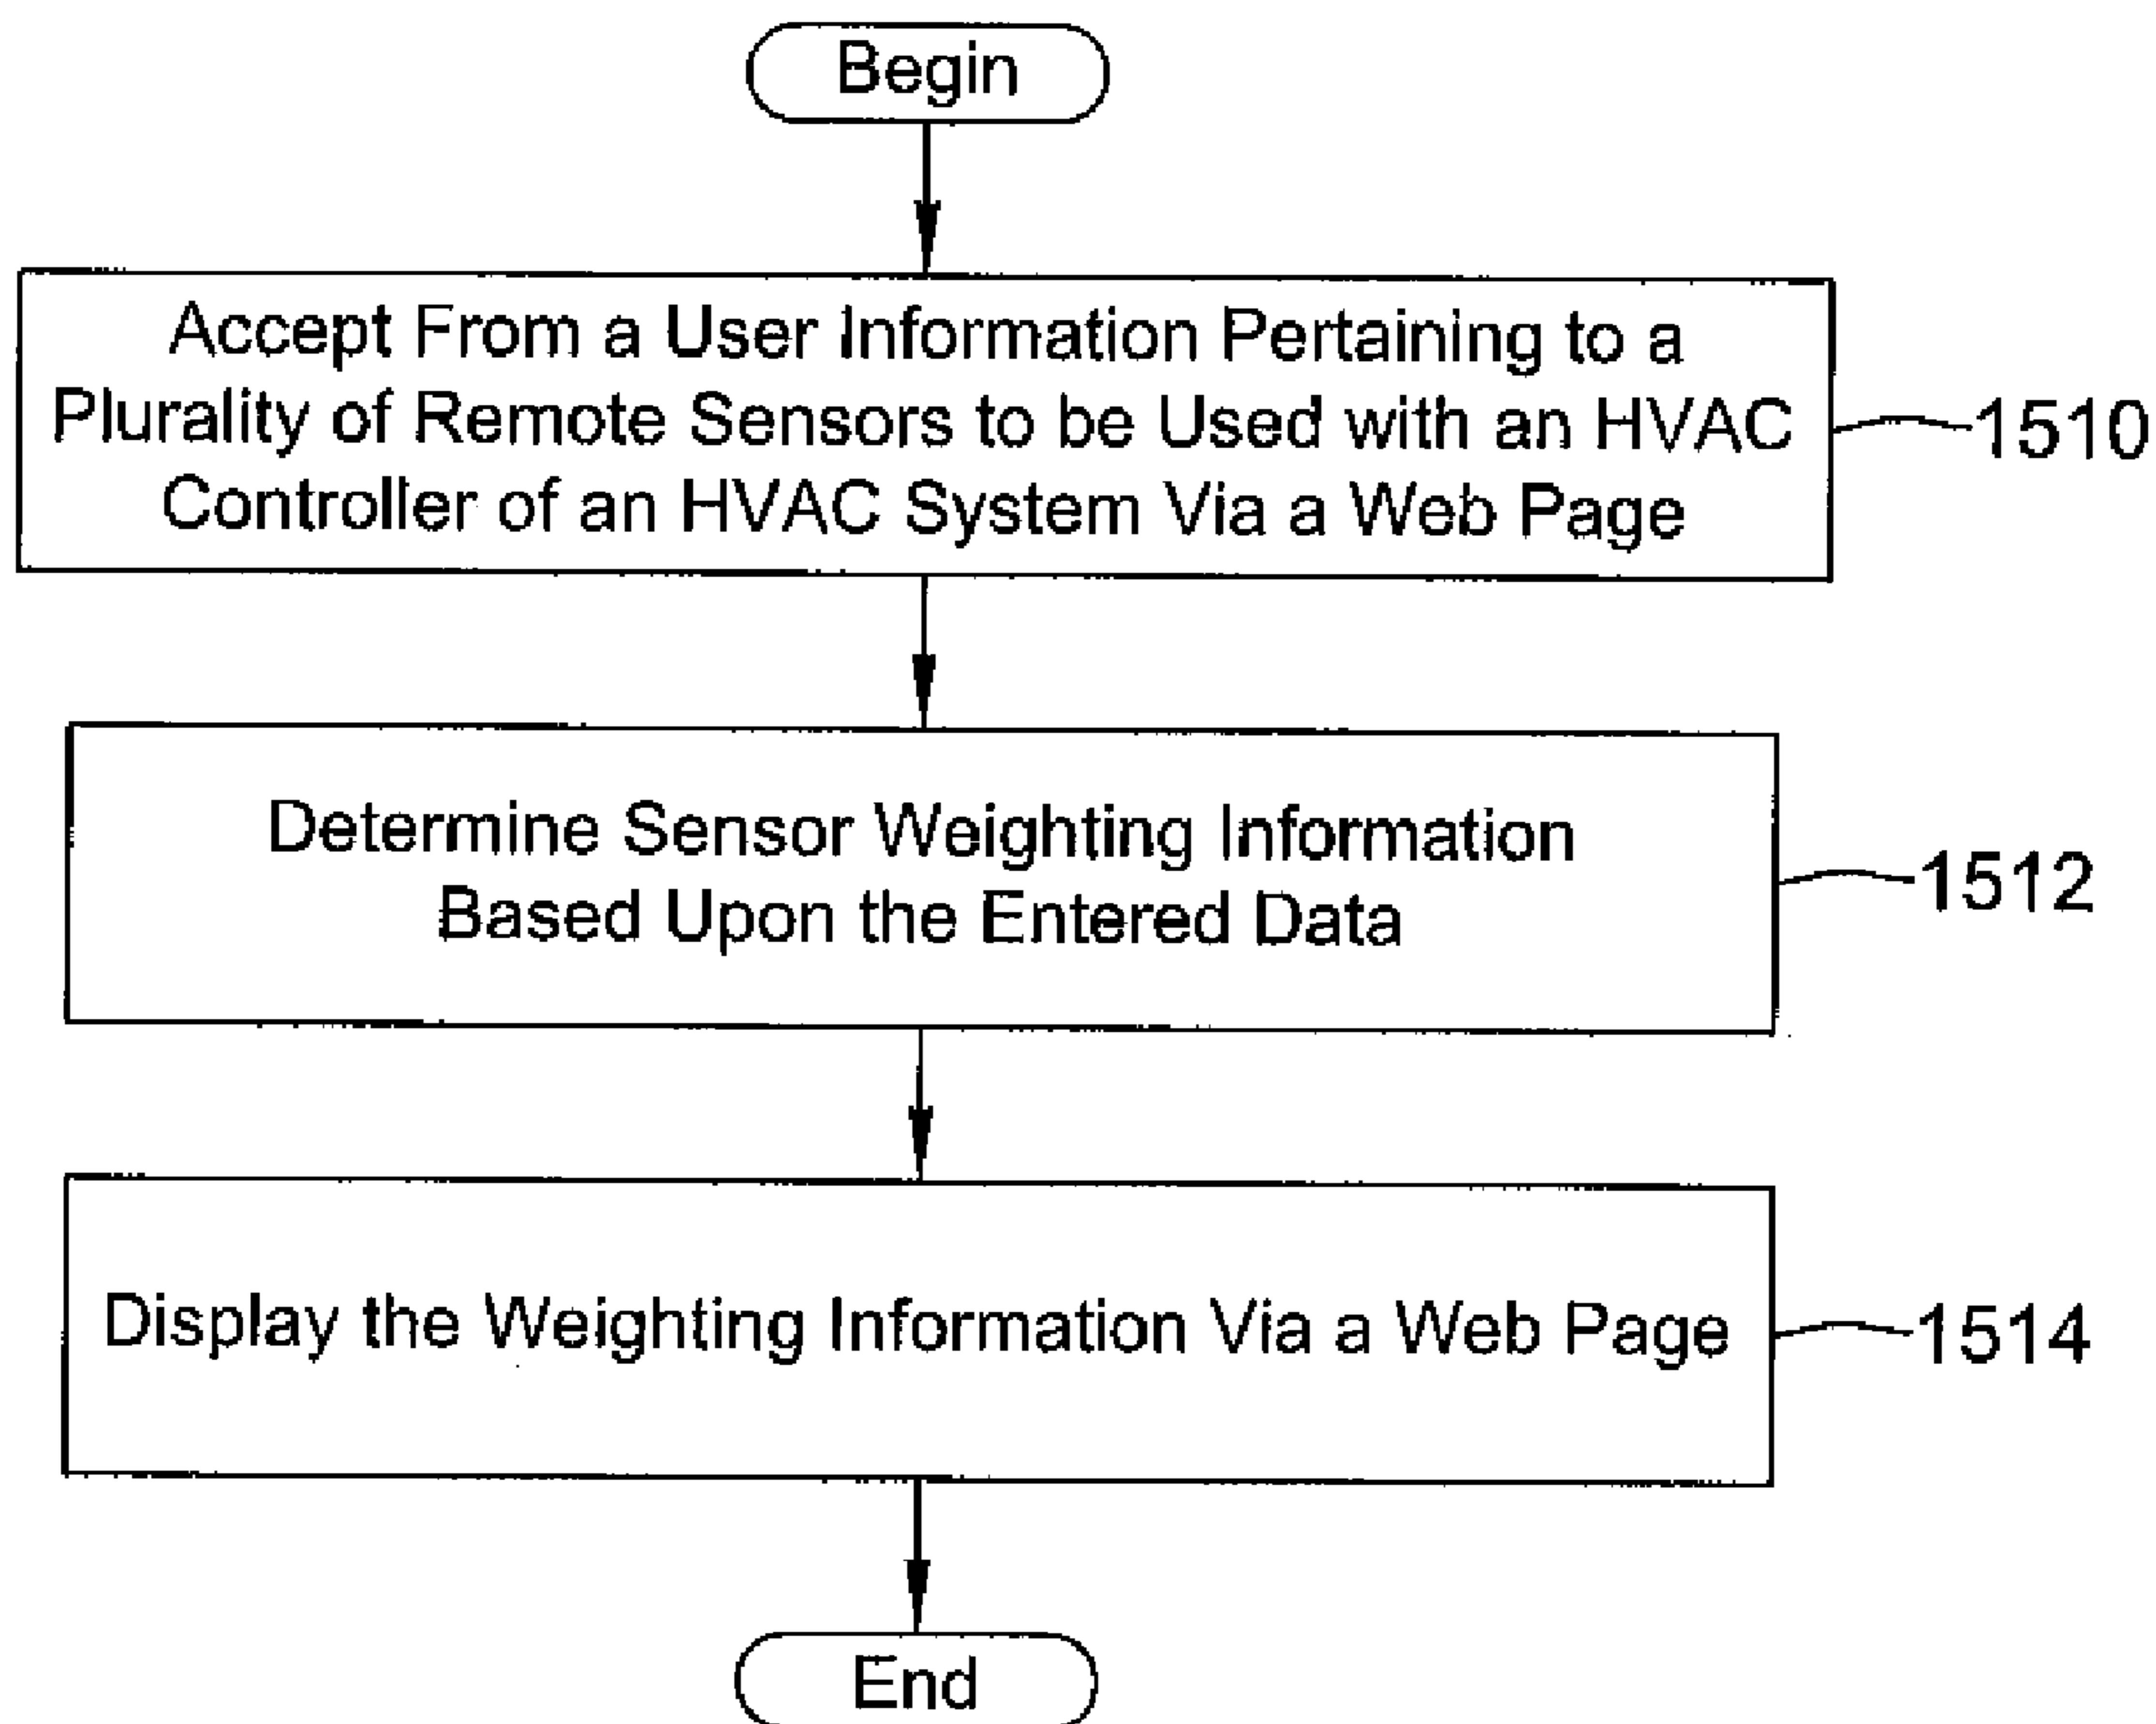 Begin
Accept From a User Information Pertaining to a
Plurality of Remote Sensors to be Used with an HVAC
Controller of an HVAC System Via a Web Page
1510
Determine Sensor Weighting Information
Based Upon the Entered Data
1512
Display the Weighting Information Via a Web Page
1514
End